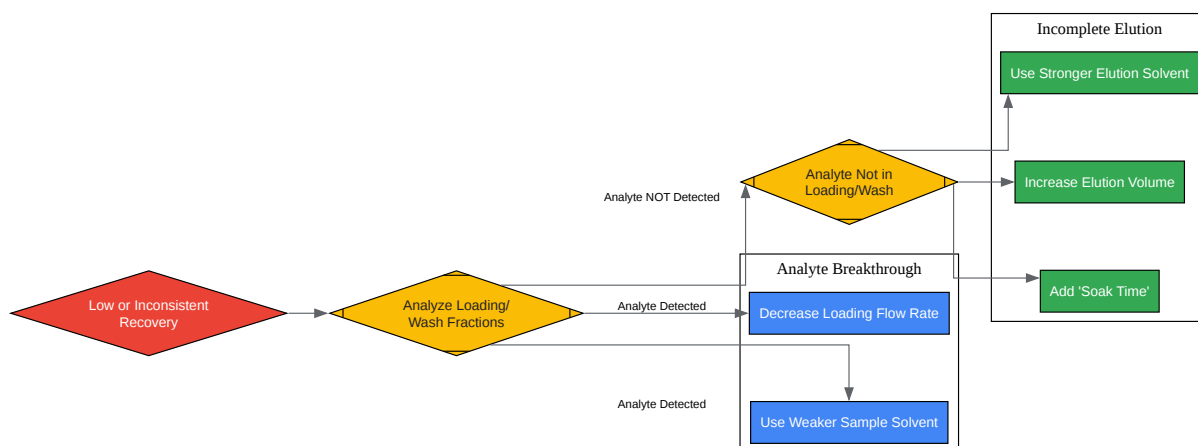 Incomplete Elution
Use Stronger Elution Solvent
Analyte Not in
Loading/Wash
Increase Elution Volume
Analyte NOT Detected
Analyte Breakthrough
Add 'Soak Time'
Low or Inconsistent
Recovery
Analyze Loading/
Wash Fractions
Analyte Detected
Decrease Loading Flow Rate
Analyte Detected
Use Weaker Sample Solvent